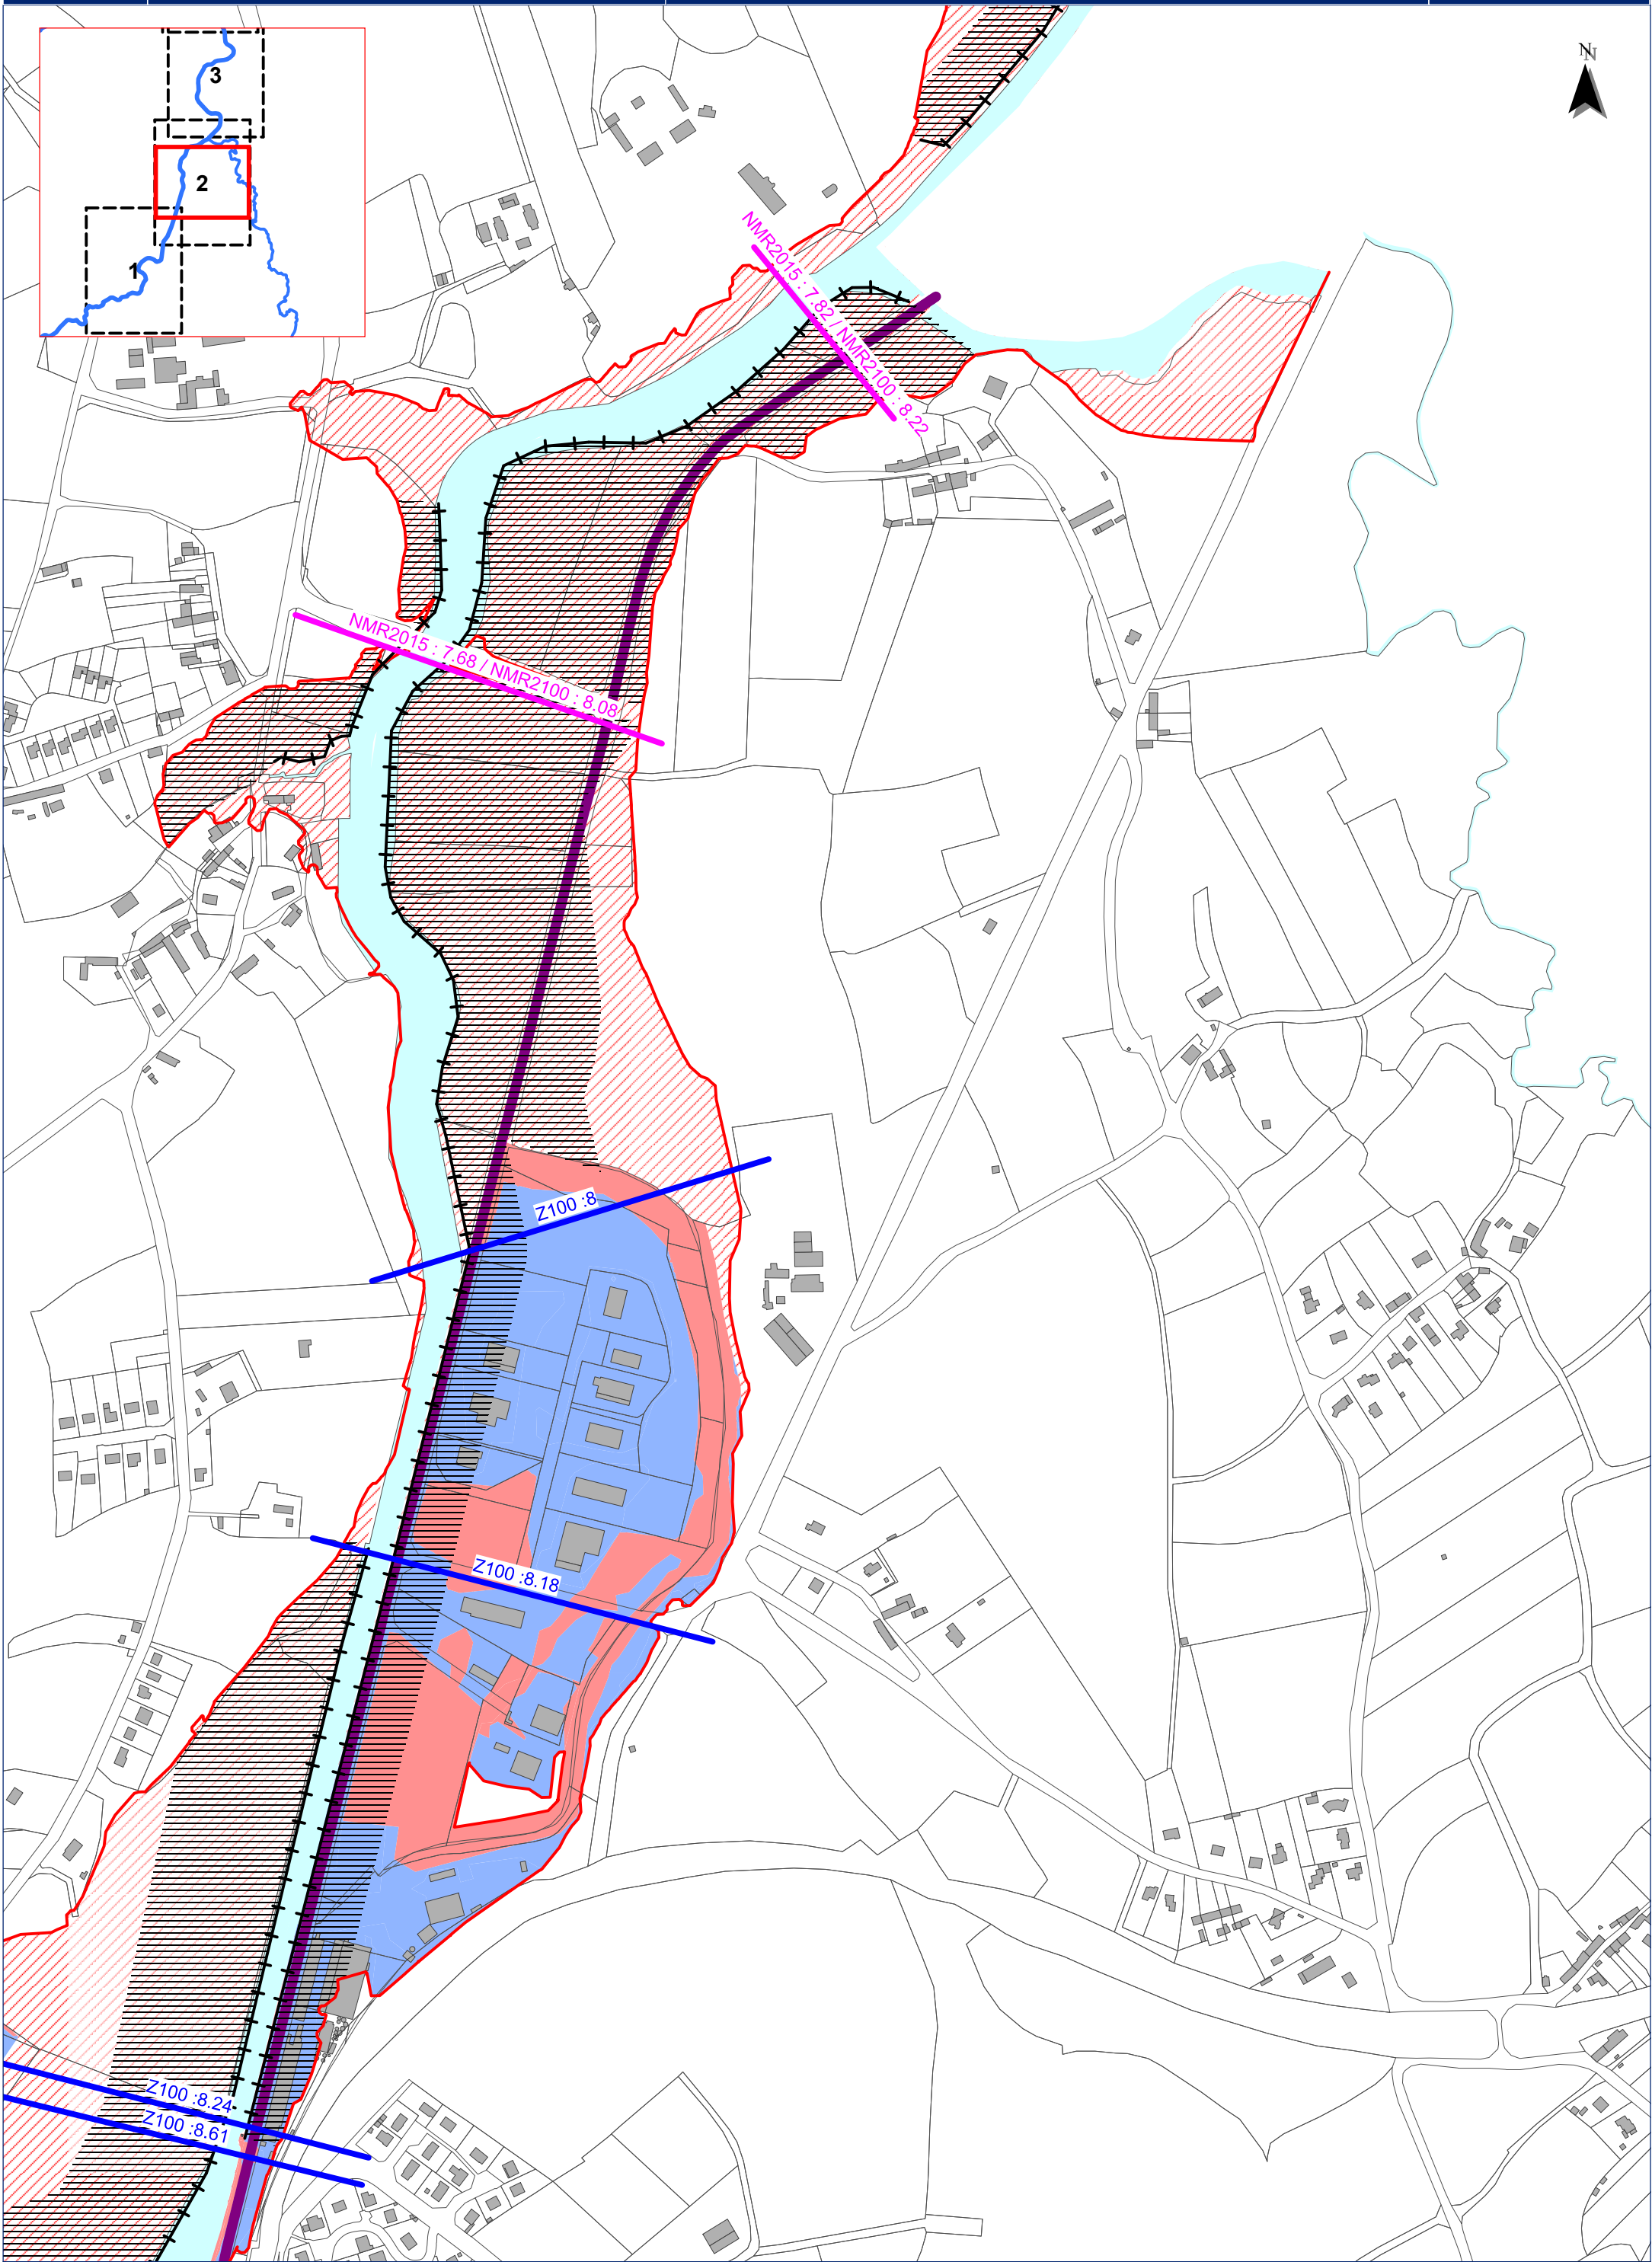 3
2
1
N
N
NMR2015 : 7.82 / NMR2100 : 8.22
NMR2015 : 7.68 / NMR2100 : 8.08
Z100 :8
Z100 :8.18
Z100 :8.24
Z100 :8.61